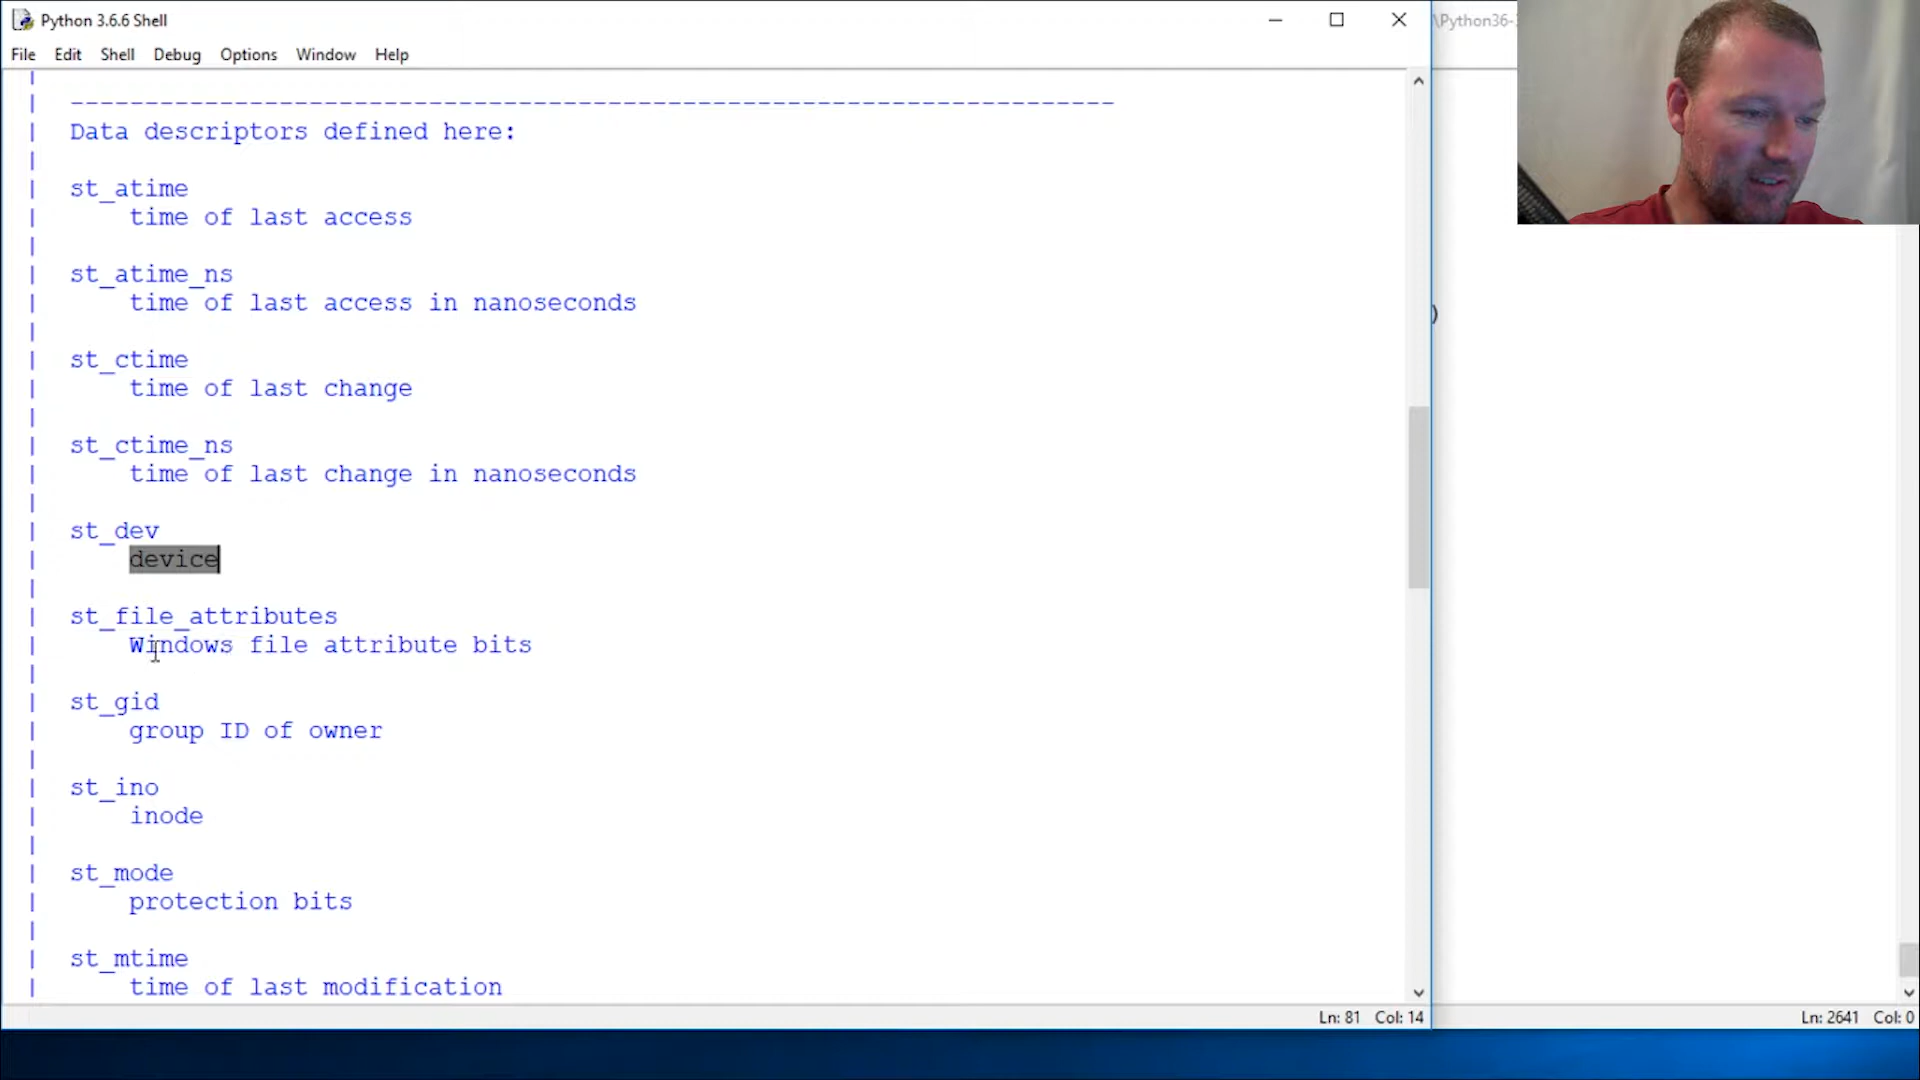 Python 3.6.6 Shell
\Python36-
File Edit Shell Debug Options Window Help
| ----------------------------------------------------------------------
| Data descriptors defined here:
|
| st_atime
| time of last access
|
| st_atime_ns
| time of last access in nanoseconds
|
| st_ctime
| time of last change
|
| st_ctime_ns
| time of last change in nanoseconds
|
| st_dev
| device
|
| st_file_attributes
| Windows file attribute bits
|
| st_gid
| group ID of owner
|
| st_ino
| inode
|
| st_mode
| protection bits
|
| st_mtime
| time of last modification
)
Ln: 81 Col: 14
Ln: 2641 Col: 0